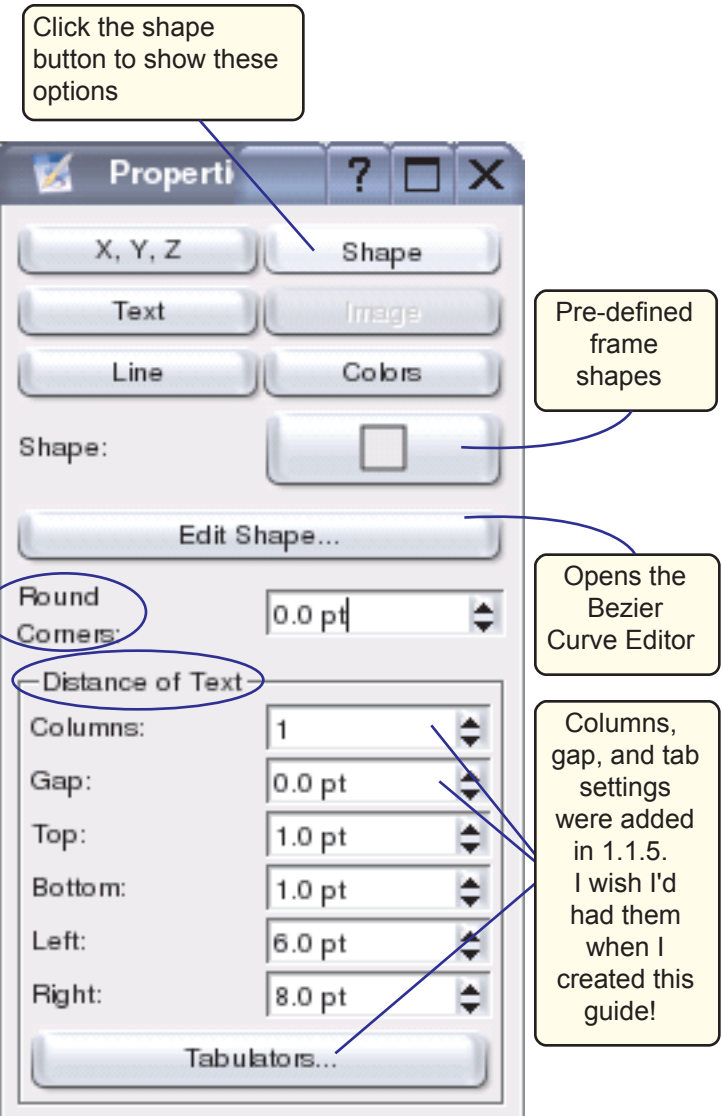 Click the shape
button to show these
options
Properti
X, Y, Z
Shape
Text
Image
Line
Colors
Pre-defined
frame
shapes
Shape:
Edit Shape...
Opens the
Bezier
Curve Editor
Round
Corners:
0.0 pt
Distance of Text
Columns:
1
Gap:
0.0 pt
Top:
1.0 pt
Bottom:
1.0 pt
Left:
6.0 pt
Right:
8.0 pt
Tabulators...
Columns,
gap, and tab
settings
were added
in 1.1.5.
I wish I'd
had them
when I
created this
guide!